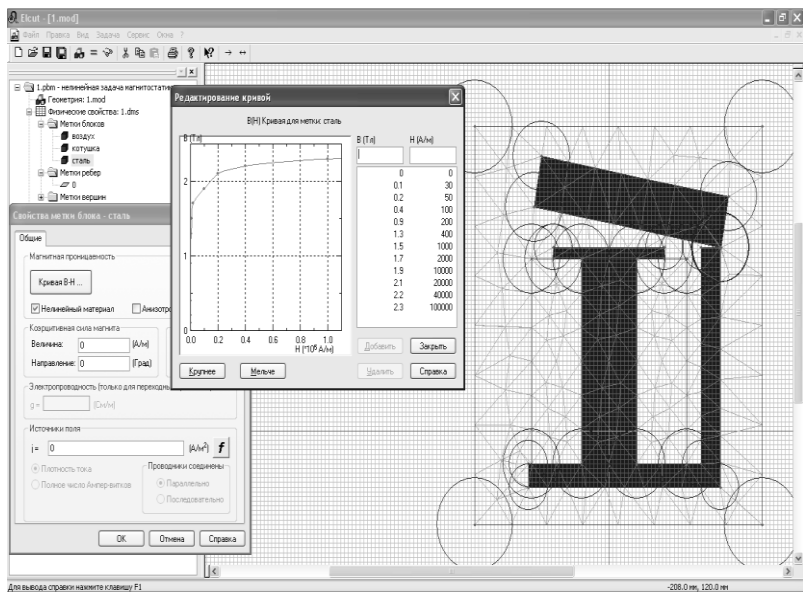 Elcut - [1.mod]
Файл Правка Вид Задача Сервис Окна ?
1.pbm - нелинейная задача магнитостати
Геометрия: 1.mod
Физические свойства: 1.dms
Метки блоков
воздух
котушка
сталь
Метки ребер
0
Метки вершин
Свойства метки блока - сталь
Общие
Магнитная проницаемость
Кривая B-H ...
Нелинейный материал
Анизотро
Коэрцитивная сила магнита
Величина: 0 (А/м)
Направление: 0 (Град)
Электропроводность (только для переходны
g = (См/м)
Источники поля
j = 0 (А/м²) f
Плотность тока
Полное число Ампер-витков
Проводники соединены
Параллельно
Последовательно
OK Отмена Справка
Редактирование кривой
B(H) Кривая для метки: сталь
B (Тл)
2
0
0.0 0.2 0.4 0.6 0.8 1.0
H (*10⁶ А/м)
Крупнее Мельче
B (Тл) H (А/м)
0 0
0.1 30
0.2 50
0.4 100
0.9 200
1.3 400
1.5 1000
1.7 2000
1.9 10000
2.1 20000
2.2 40000
2.3 100000
Добавить Закрыть
Удалить Справка
Для вывода справки нажмите клавишу F1
-208.0 мм, 120.0 мм